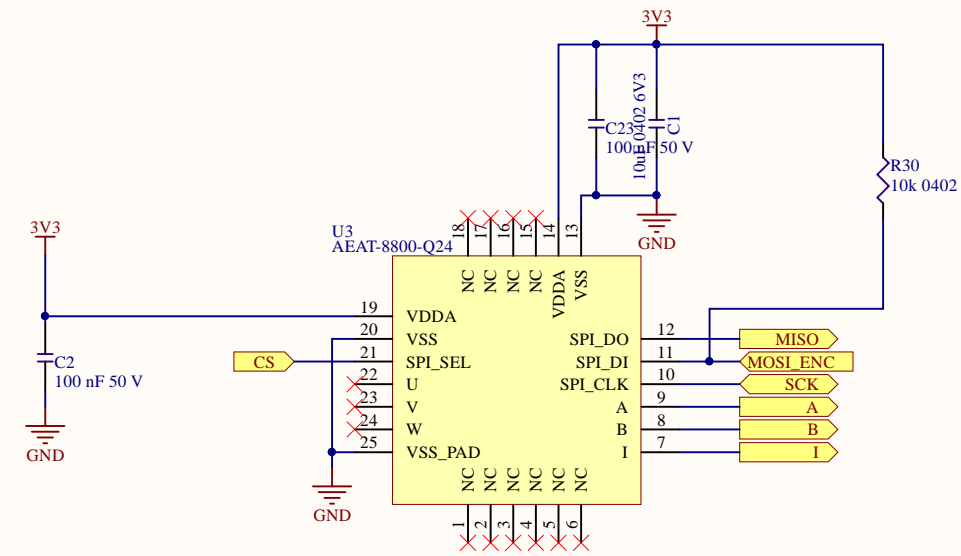 3V3
C23
100 nF 50 V
10uF 0402 6V3
C1
R30
10k 0402
GND
3V3
U3
AEAT-8800-Q24
18
17
16
15
14
13
NC
NC
NC
NC
VDDA
VSS
19
VDDA
20
VSS
SPI_DO
12
MISO
CS
21
SPI_SEL
SPI_DI
11
MOSI_ENC
C2
100 nF 50 V
22
U
SPI_CLK
10
SCK
23
V
A
9
A
24
W
B
8
B
25
VSS_PAD
I
7
I
GND
GND
NC
NC
NC
NC
NC
NC
1
2
3
4
5
6